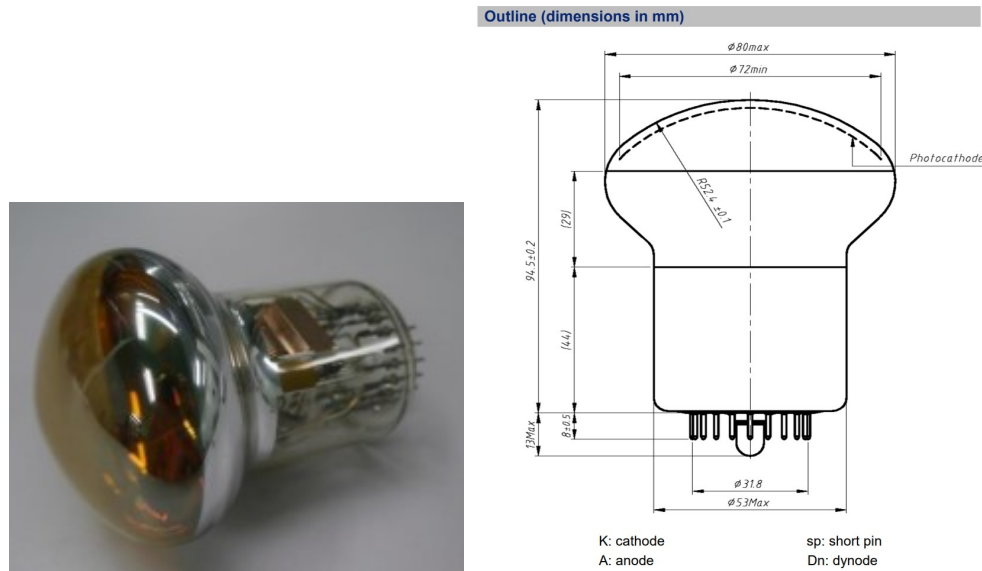 Outline (dimensions in mm)
ϕ80max
ϕ72min
Photocathode
R52.4 ±0.1
(29)
94.5±0.2
(44)
13Max
8±0.5
ϕ31.8
ϕ53Max
K: cathode
sp: short pin
A: anode
Dn: dynode